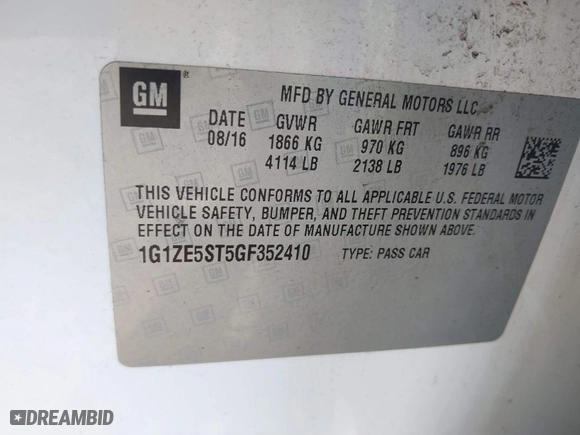 GM ®
MFD BY GENERAL MOTORS LLC
DATE GVWR GAWR FRT GAWR RR
08/16 1866 KG 970 KG 896 KG
4114 LB 2138 LB 1976 LB
THIS VEHICLE CONFORMS TO ALL APPLICABLE U.S. FEDERAL MOTOR
VEHICLE SAFETY, BUMPER, AND THEFT PREVENTION STANDARDS IN
EFFECT ON THE DATE OF MANUFACTURE SHOWN ABOVE.
1G1ZE5ST5GF352410 TYPE: PASS CAR
DREAMBID